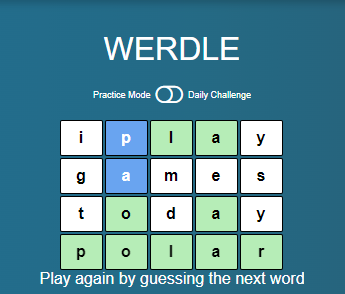 WERDLE
Practice Mode Daily Challenge
i p l a y
g a m e s
t o d a y
p o l a r
Play again by guessing the next word